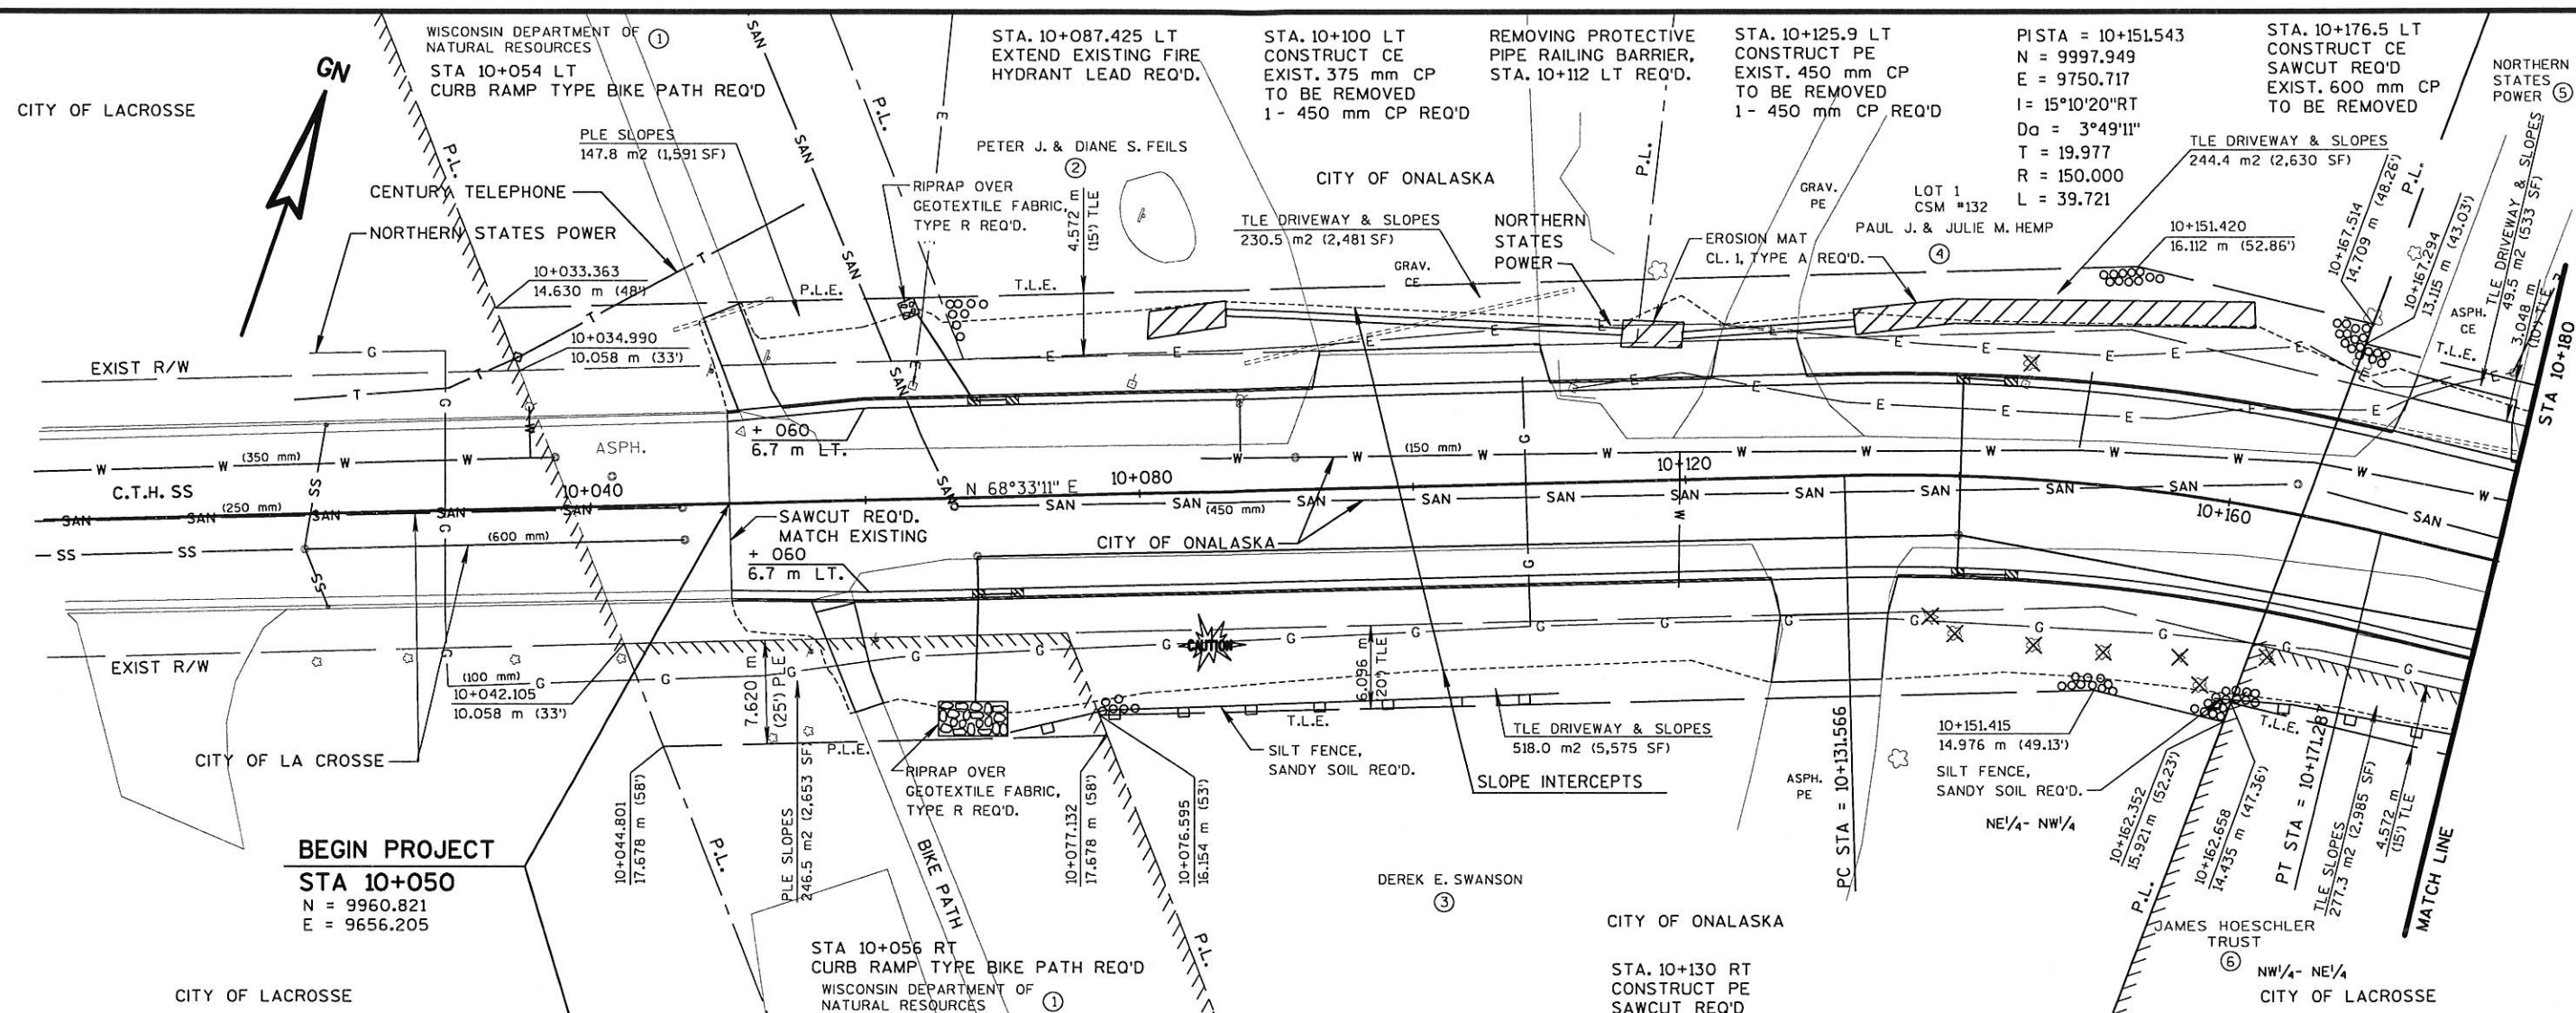 WISCONSIN DEPARTMENT OF
NATURAL RESOURCES
1
STA 10+054 LT
CURB RAMP TYPE BIKE PATH REQ'D
GN
CITY OF LACROSSE
STA. 10+087.425 LT
EXTEND EXISTING FIRE
HYDRANT LEAD REQ'D.
STA. 10+100 LT
CONSTRUCT CE
EXIST. 375 mm CP
TO BE REMOVED
1- 450 mm CP REQ'D
REMOVING PROTECTIVE
PIPE RAILING BARRIER,
STA. 10+112 LT REQ'D.
STA. 10+125.9 LT
CONSTRUCT PE
EXIST. 450 mm CP
TO BE REMOVED
1- 450 mm CP REQ'D
PI STA = 10+151.543
N = 9997.949
E = 9750.717
I= 15°10'20"RT
Da = 3°49'11"
T = 19.977
R = 150.000
L = 39.721
STA. 10+176.5 LT
CONSTRUCT CE
SAWCUT REQ'D
EXIST. 600 mm CP
TO BE REMOVED
NORTHERN
STATES
POWER 5
PLE SLOPES
147.8 m2 (1,591 SF)
CENTURY TELEPHONE
NORTHERN STATES POWER
PETER J. & DIANE S. FEILS
2
RIPRAP OVER
GEOTEXTILE FABRIC,
TYPE R REQ'D.
4.572 m
(15') TLE
CITY OF ONALASKA
TLE DRIVEWAY & SLOPES
230.5 m2 (2,481 SF)
NORTHERN
STATES
POWER
EROSION MAT
CL. 1, TYPE A REQ'D.
GRAV.
PE
LOT 1
CSM #132
PAUL J. & JULIE M. HEMP
4
TLE DRIVEWAY & SLOPES
244.4 m2 (2,630 SF)
10+151.420
16.112 m (52.86')
10+167.514
14.709 m (48.26')
10+167.294
13.115 m (43.03')
TLE DRIVEWAY & SLOPES
49.5 m2 (533 SF)
3.048 m
(10') TLE
10+033.363
14.630 m (48')
10+034.990
10.058 m (33')
P.L.
P.L.
P.L.
P.L.
P.L.E.
T.L.E.
GRAV.
CE
ASPH.
CE
T.L.E.
STA 10+180
EXIST R/W
ASPH.
+ 060
6.7 m LT.
(350 mm)
(150 mm)
C.T.H. SS
10+040
N 68°33'11" E
10+080
10+120
10+160
(250 mm)
(450 mm)
(600 mm)
SAWCUT REQ'D.
MATCH EXISTING
+ 060
6.7 m LT.
CITY OF ONALASKA
EXIST R/W
(100 mm)
10+042.105
10.058 m (33')
7.620 m
(25') PLE
CAUTION
6.096 m
(20') TLE
CITY OF LA CROSSE
P.L.E.
RIPRAP OVER
GEOTEXTILE FABRIC,
TYPE R REQ'D.
SILT FENCE,
SANDY SOIL REQ'D.
T.L.E.
TLE DRIVEWAY & SLOPES
518.0 m2 (5,575 SF)
SLOPE INTERCEPTS
ASPH.
PE
PC STA = 10+131.566
10+151.415
14.976 m (49.13')
SILT FENCE,
SANDY SOIL REQ'D.
NE1/4- NW1/4
T.L.E.
10+162.352
15.921 m (52.23')
10+162.658
14.435 m (47.36')
PT STA = 10+171.287
TLE SLOPES
277.3 m2 (2,985 SF)
4.572 m
(15') TLE
MATCH LINE
BEGIN PROJECT
STA 10+050
N = 9960.821
E = 9656.205
10+044.801
17.678 m (58')
P.L.
PLE SLOPES
246.5 m2 (2,653 SF)
BIKE PATH
10+077.132
17.678 m (58')
10+076.595
16.154 m (53')
P.L.
DEREK E. SWANSON
3
CITY OF ONALASKA
P.L.
JAMES HOESCHLER
TRUST
6
NW1/4- NE1/4
CITY OF LACROSSE
CITY OF LACROSSE
STA 10+056 RT
CURB RAMP TYPE BIKE PATH REQ'D
WISCONSIN DEPARTMENT OF
NATURAL RESOURCES 1
STA. 10+130 RT
CONSTRUCT PE
SAWCUT REQ'D